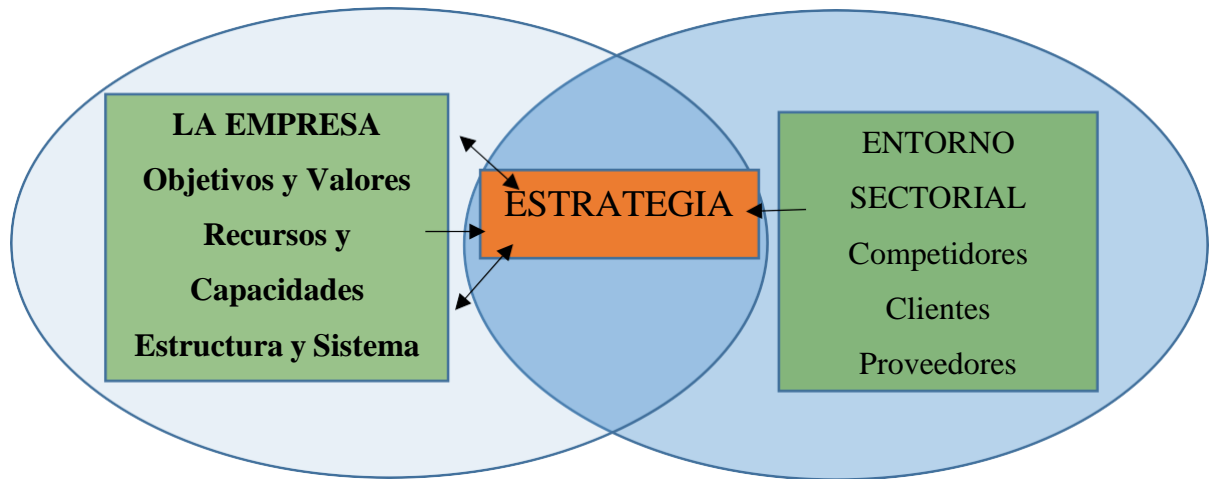 LA EMPRESA
Objetivos y Valores
Recursos y
Capacidades
Estructura y Sistema
ESTRATEGIA
ENTORNO
SECTORIAL
Competidores
Clientes
Proveedores